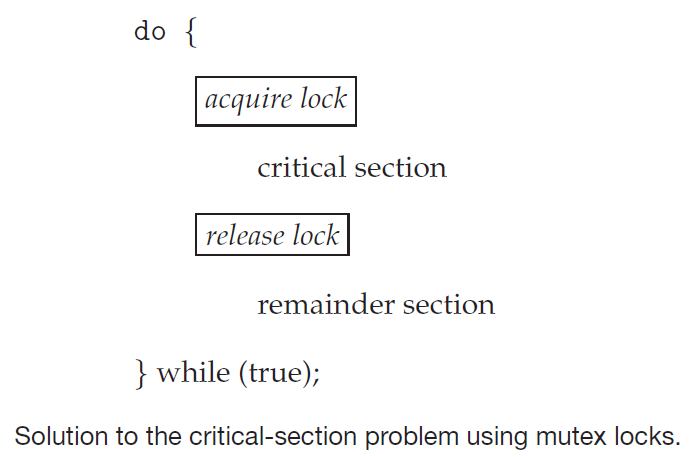 do {
acquire lock
critical section
release lock
remainder section
} while (true);
Solution to the critical-section problem using mutex locks.